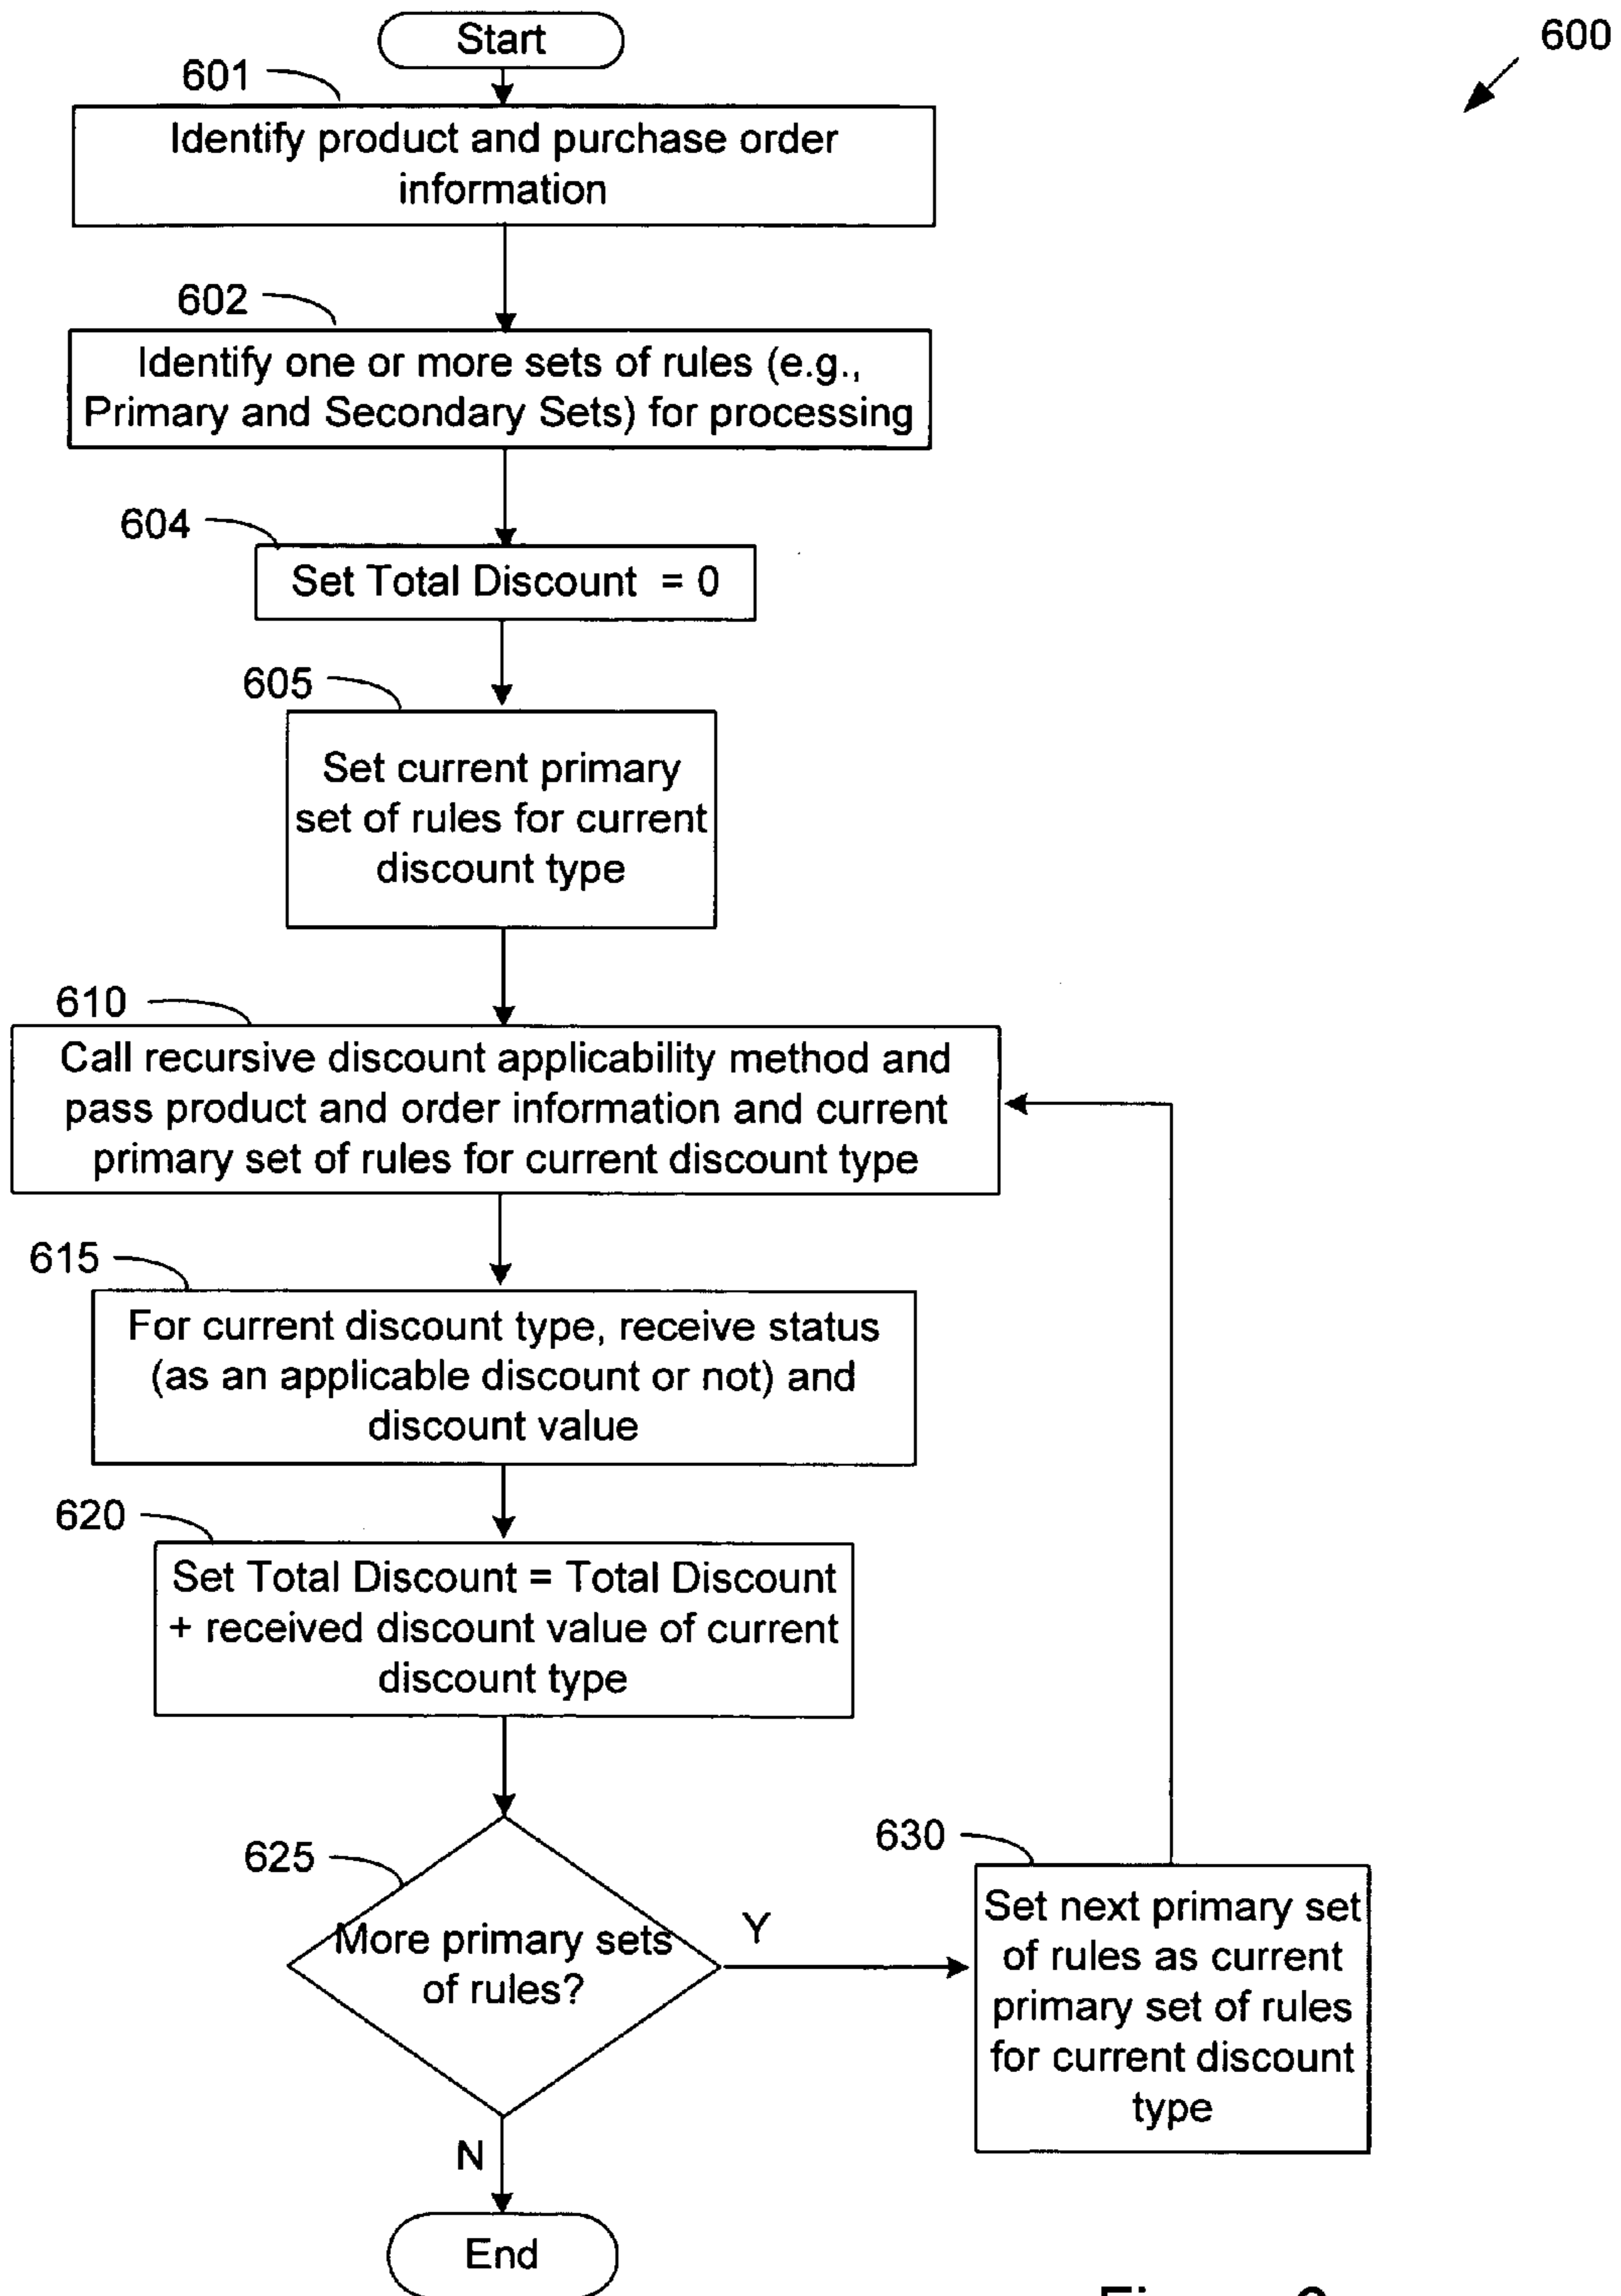 Start
600
601
Identify product and purchase order
information
602
Identify one or more sets of rules (e.g.,
Primary and Secondary Sets) for processing
604
Set Total Discount = 0
605
Set current primary
set of rules for current
discount type
610
Call recursive discount applicability method and
pass product and order information and current
primary set of rules for current discount type
615
For current discount type, receive status
(as an applicable discount or not) and
discount value
620
Set Total Discount = Total Discount
+ received discount value of current
discount type
625
More primary sets
of rules?
Y
630
Set next primary set
of rules as current
primary set of rules
for current discount
type
N
End